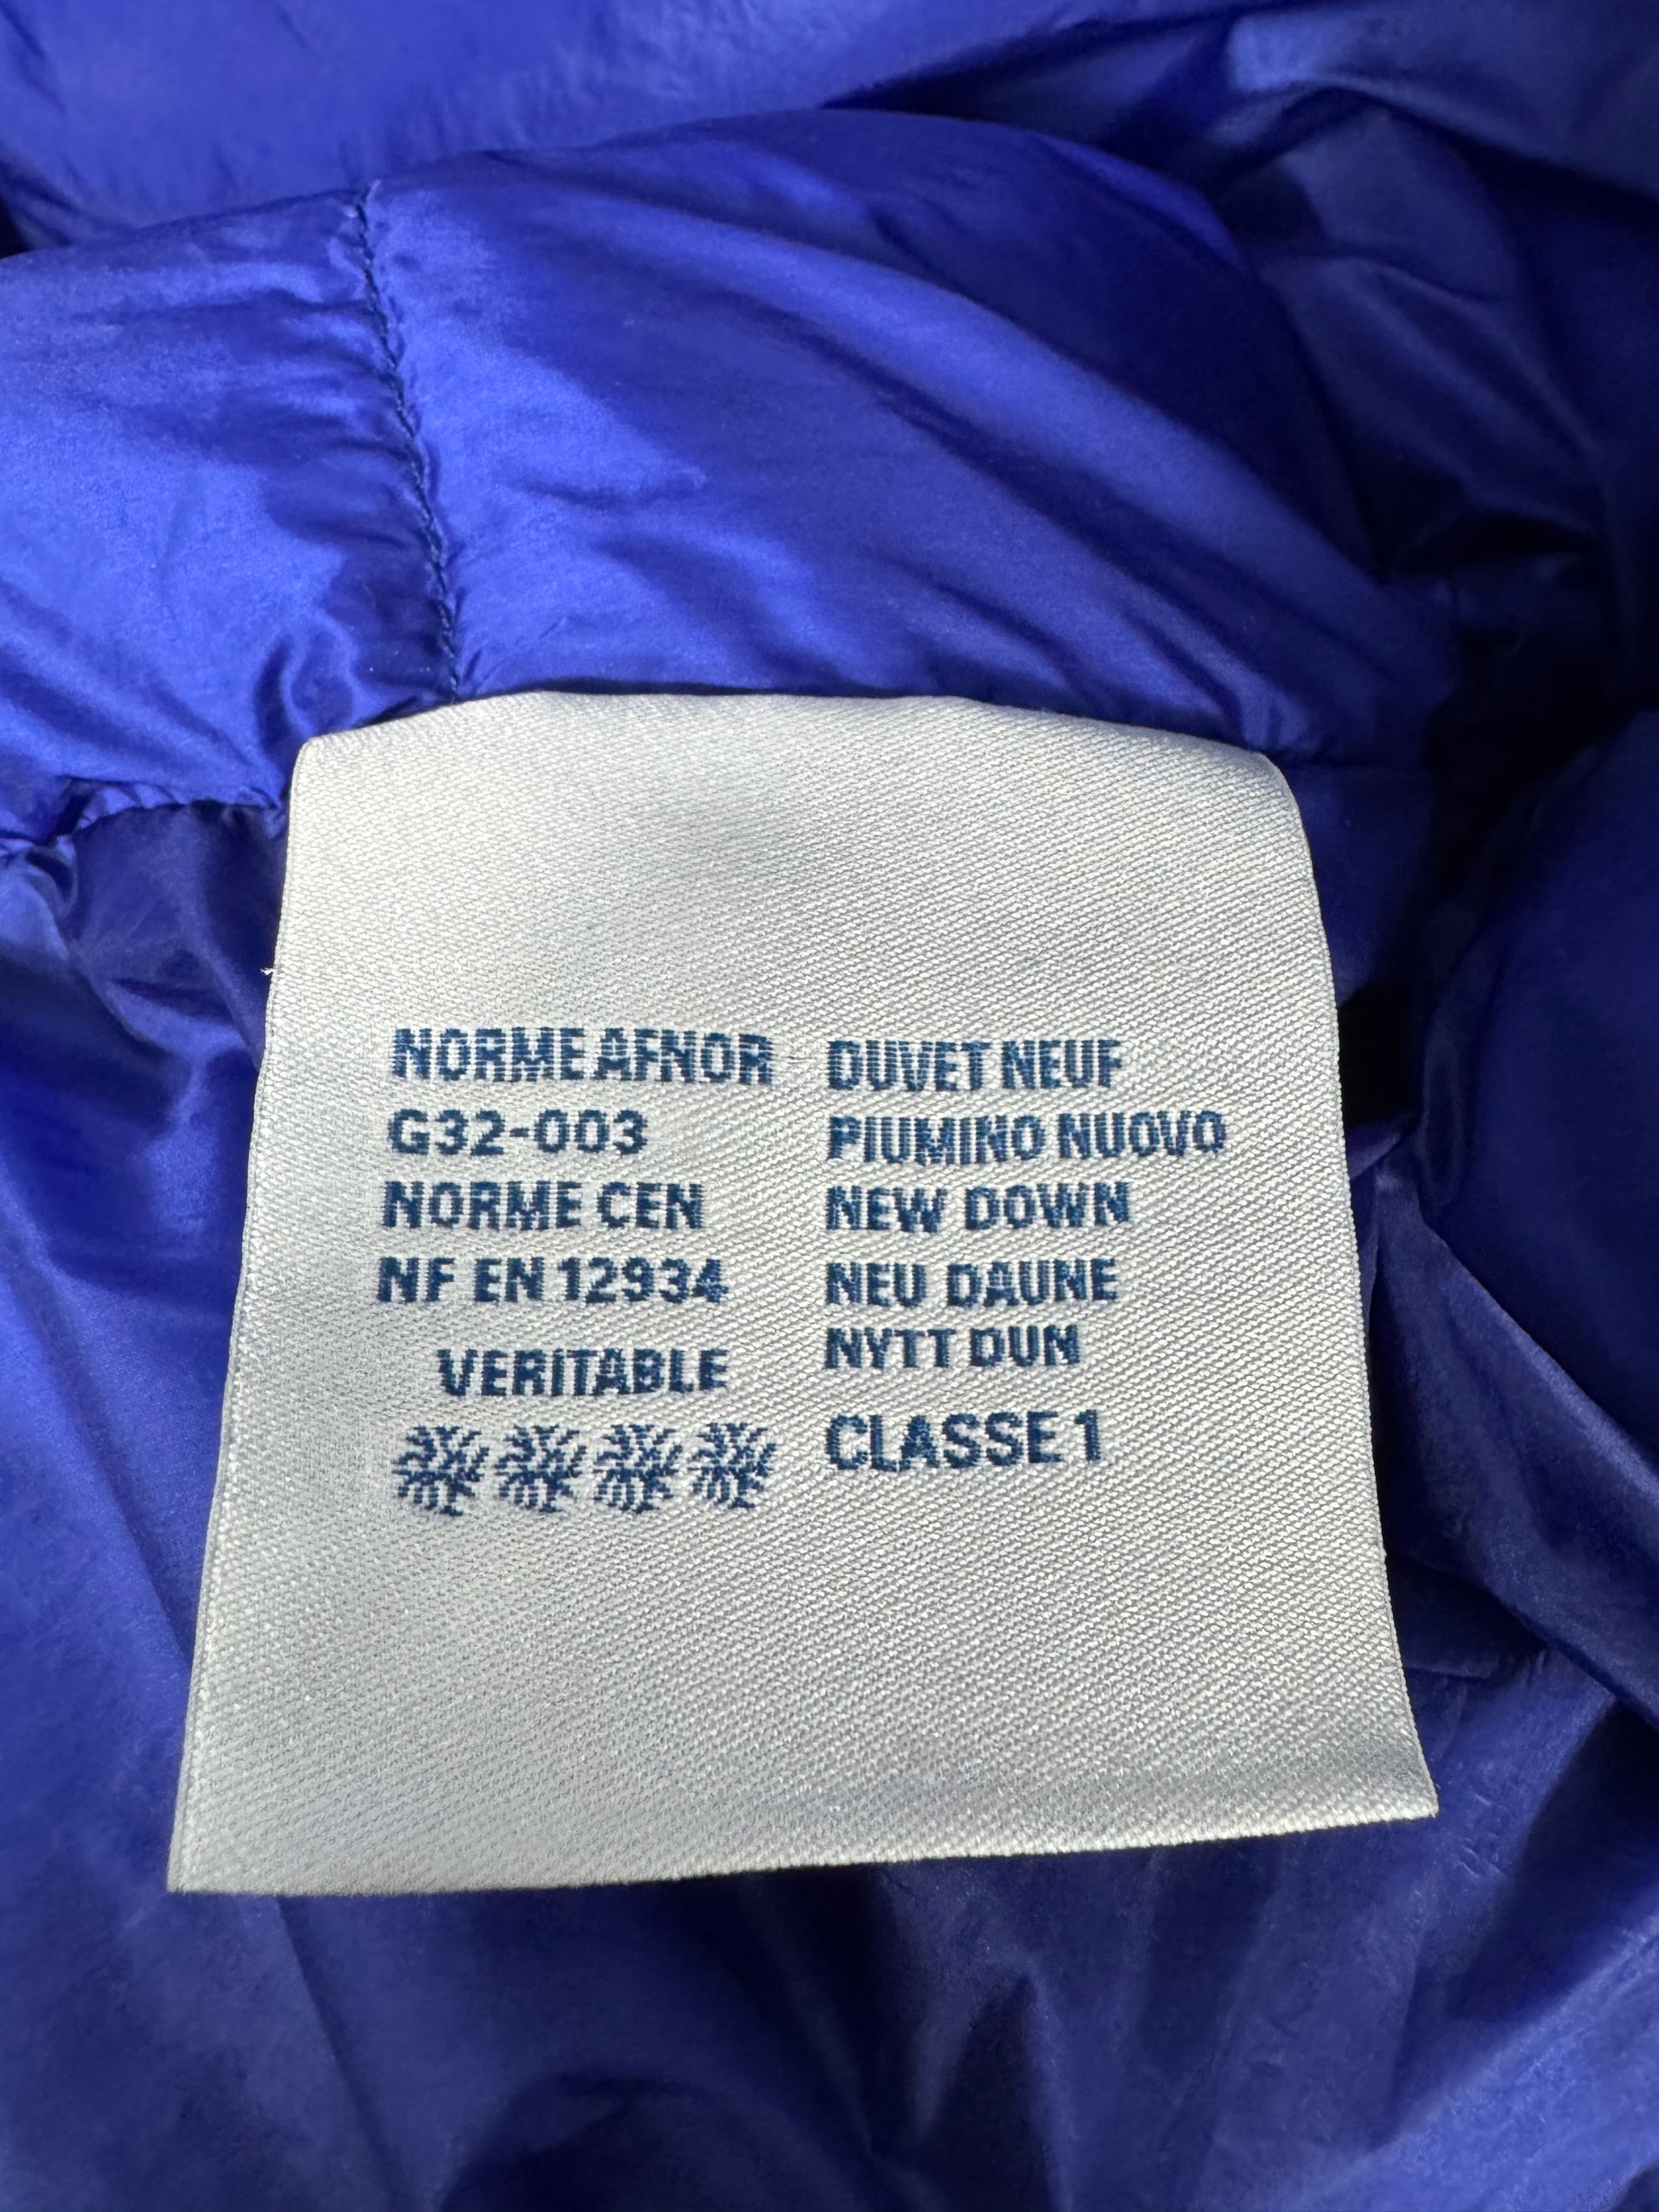 NORME AFNOR
G32-003
NORME CEN
NF EN 12934
VERITABLE
DUVET NEUF
PIUMINO NUOVO
NEW DOWN
NEU DAUNE
NYTT DUN
CLASSE 1